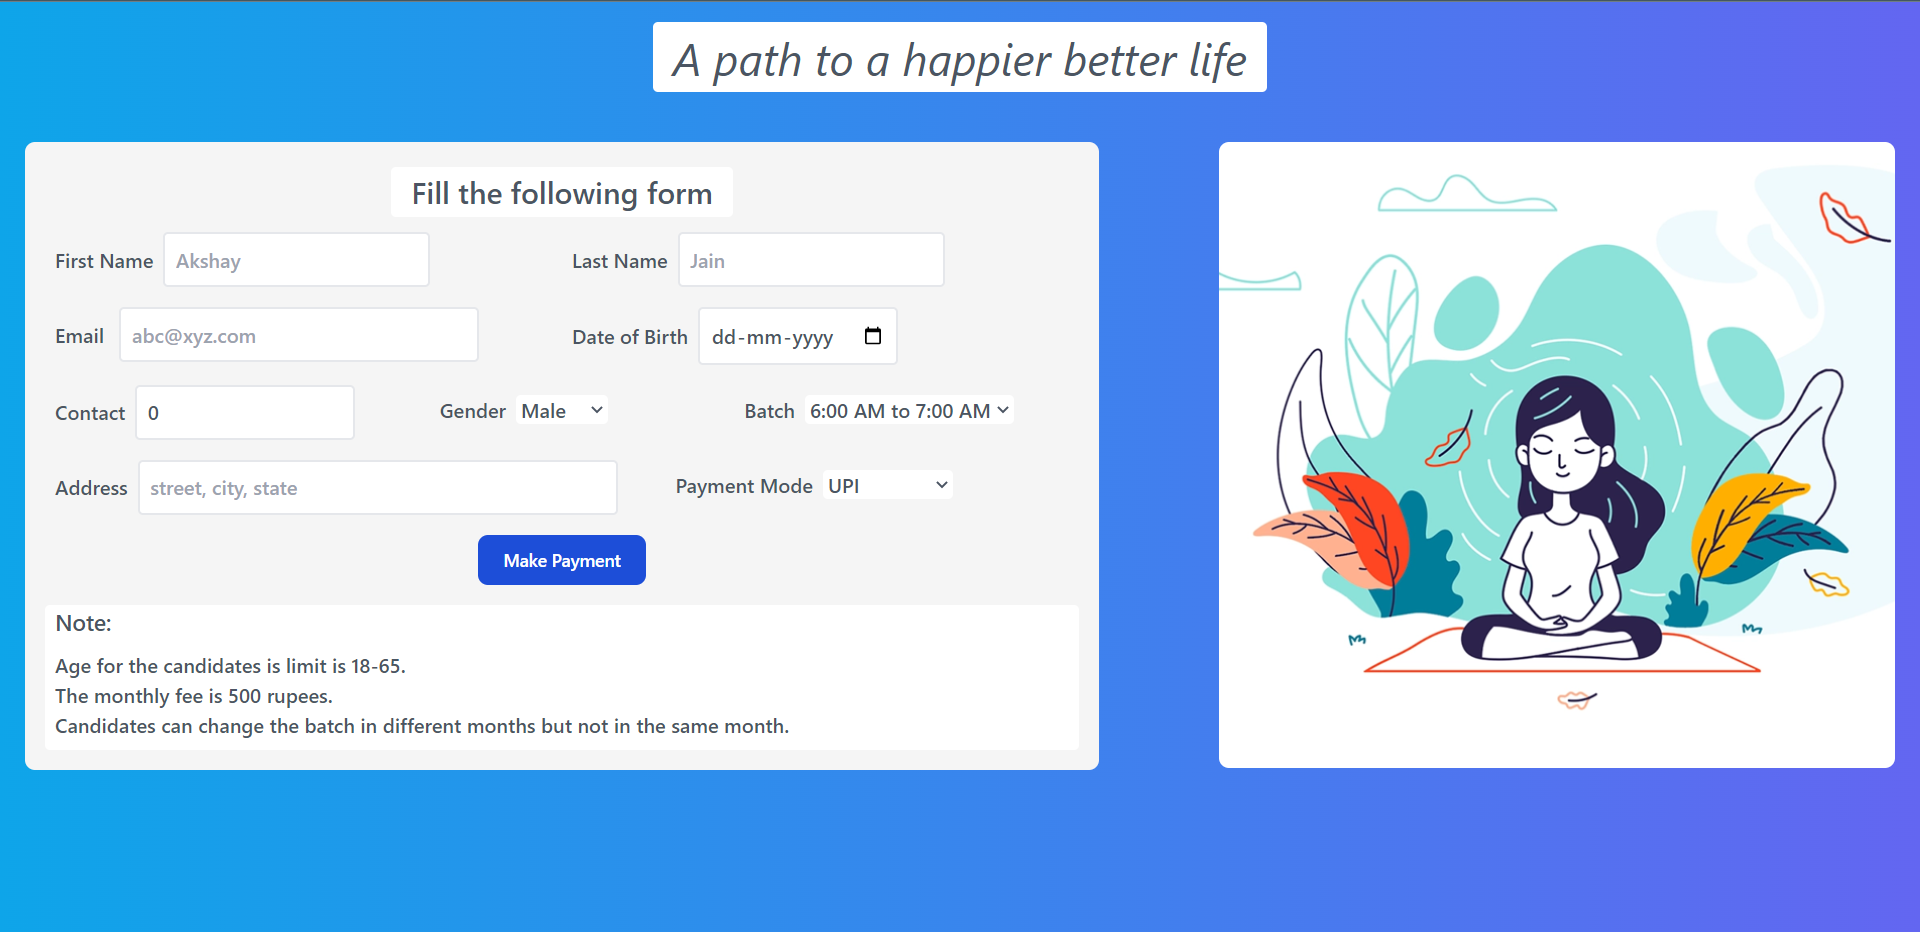 A path to a happier better life
Fill the following form
First Name Akshay Last Name Jain
Email abc@xyz.com Date of Birth dd-mm-yyyy
Contact 0 Gender Male Batch 6:00 AM to 7:00 AM
Address street, city, state Payment Mode UPI
Make Payment
Note:
Age for the candidates is limit is 18-65.
The monthly fee is 500 rupees.
Candidates can change the batch in different months but not in the same month.